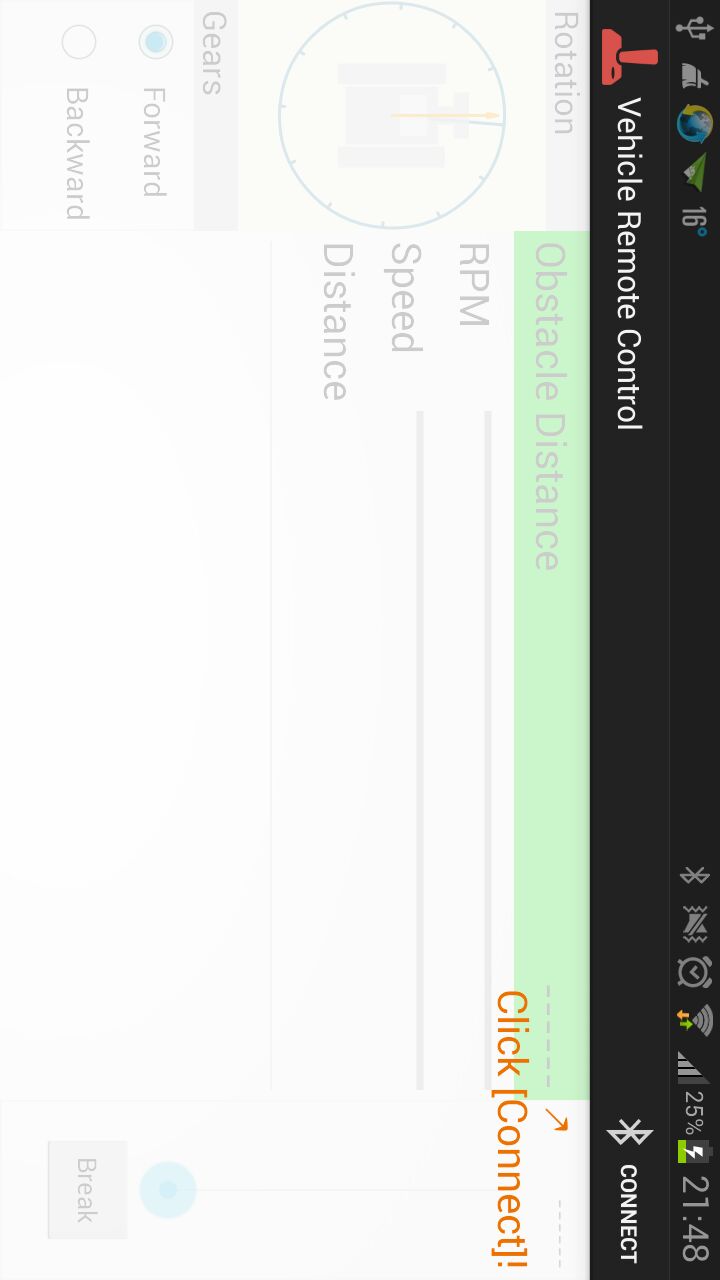 16°
25%
21:48
Vehicle Remote Control
CONNECT
Rotation
Obstacle Distance
------
------
Click [Connect]!
RPM
Speed
Distance
Gears
Forward
Backward
Break